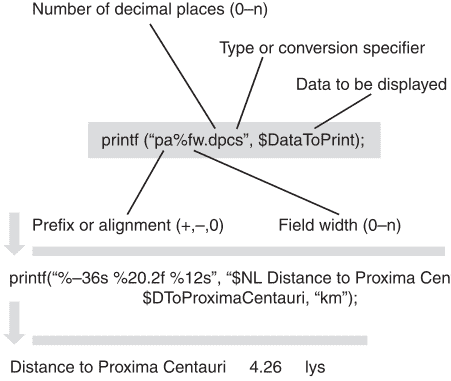 Number of decimal places (0–n)
Type or conversion specifier
Data to be displayed
printf (“pa%fw.dpcs”, $DataToPrint);
Prefix or alignment (+,–,0)
Field width (0–n)
printf(“%–36s %20.2f %12s”, “$NL Distance to Proxima Cen
$DToProximaCentauri, “km”);
Distance to Proxima Centauri 4.26 lys